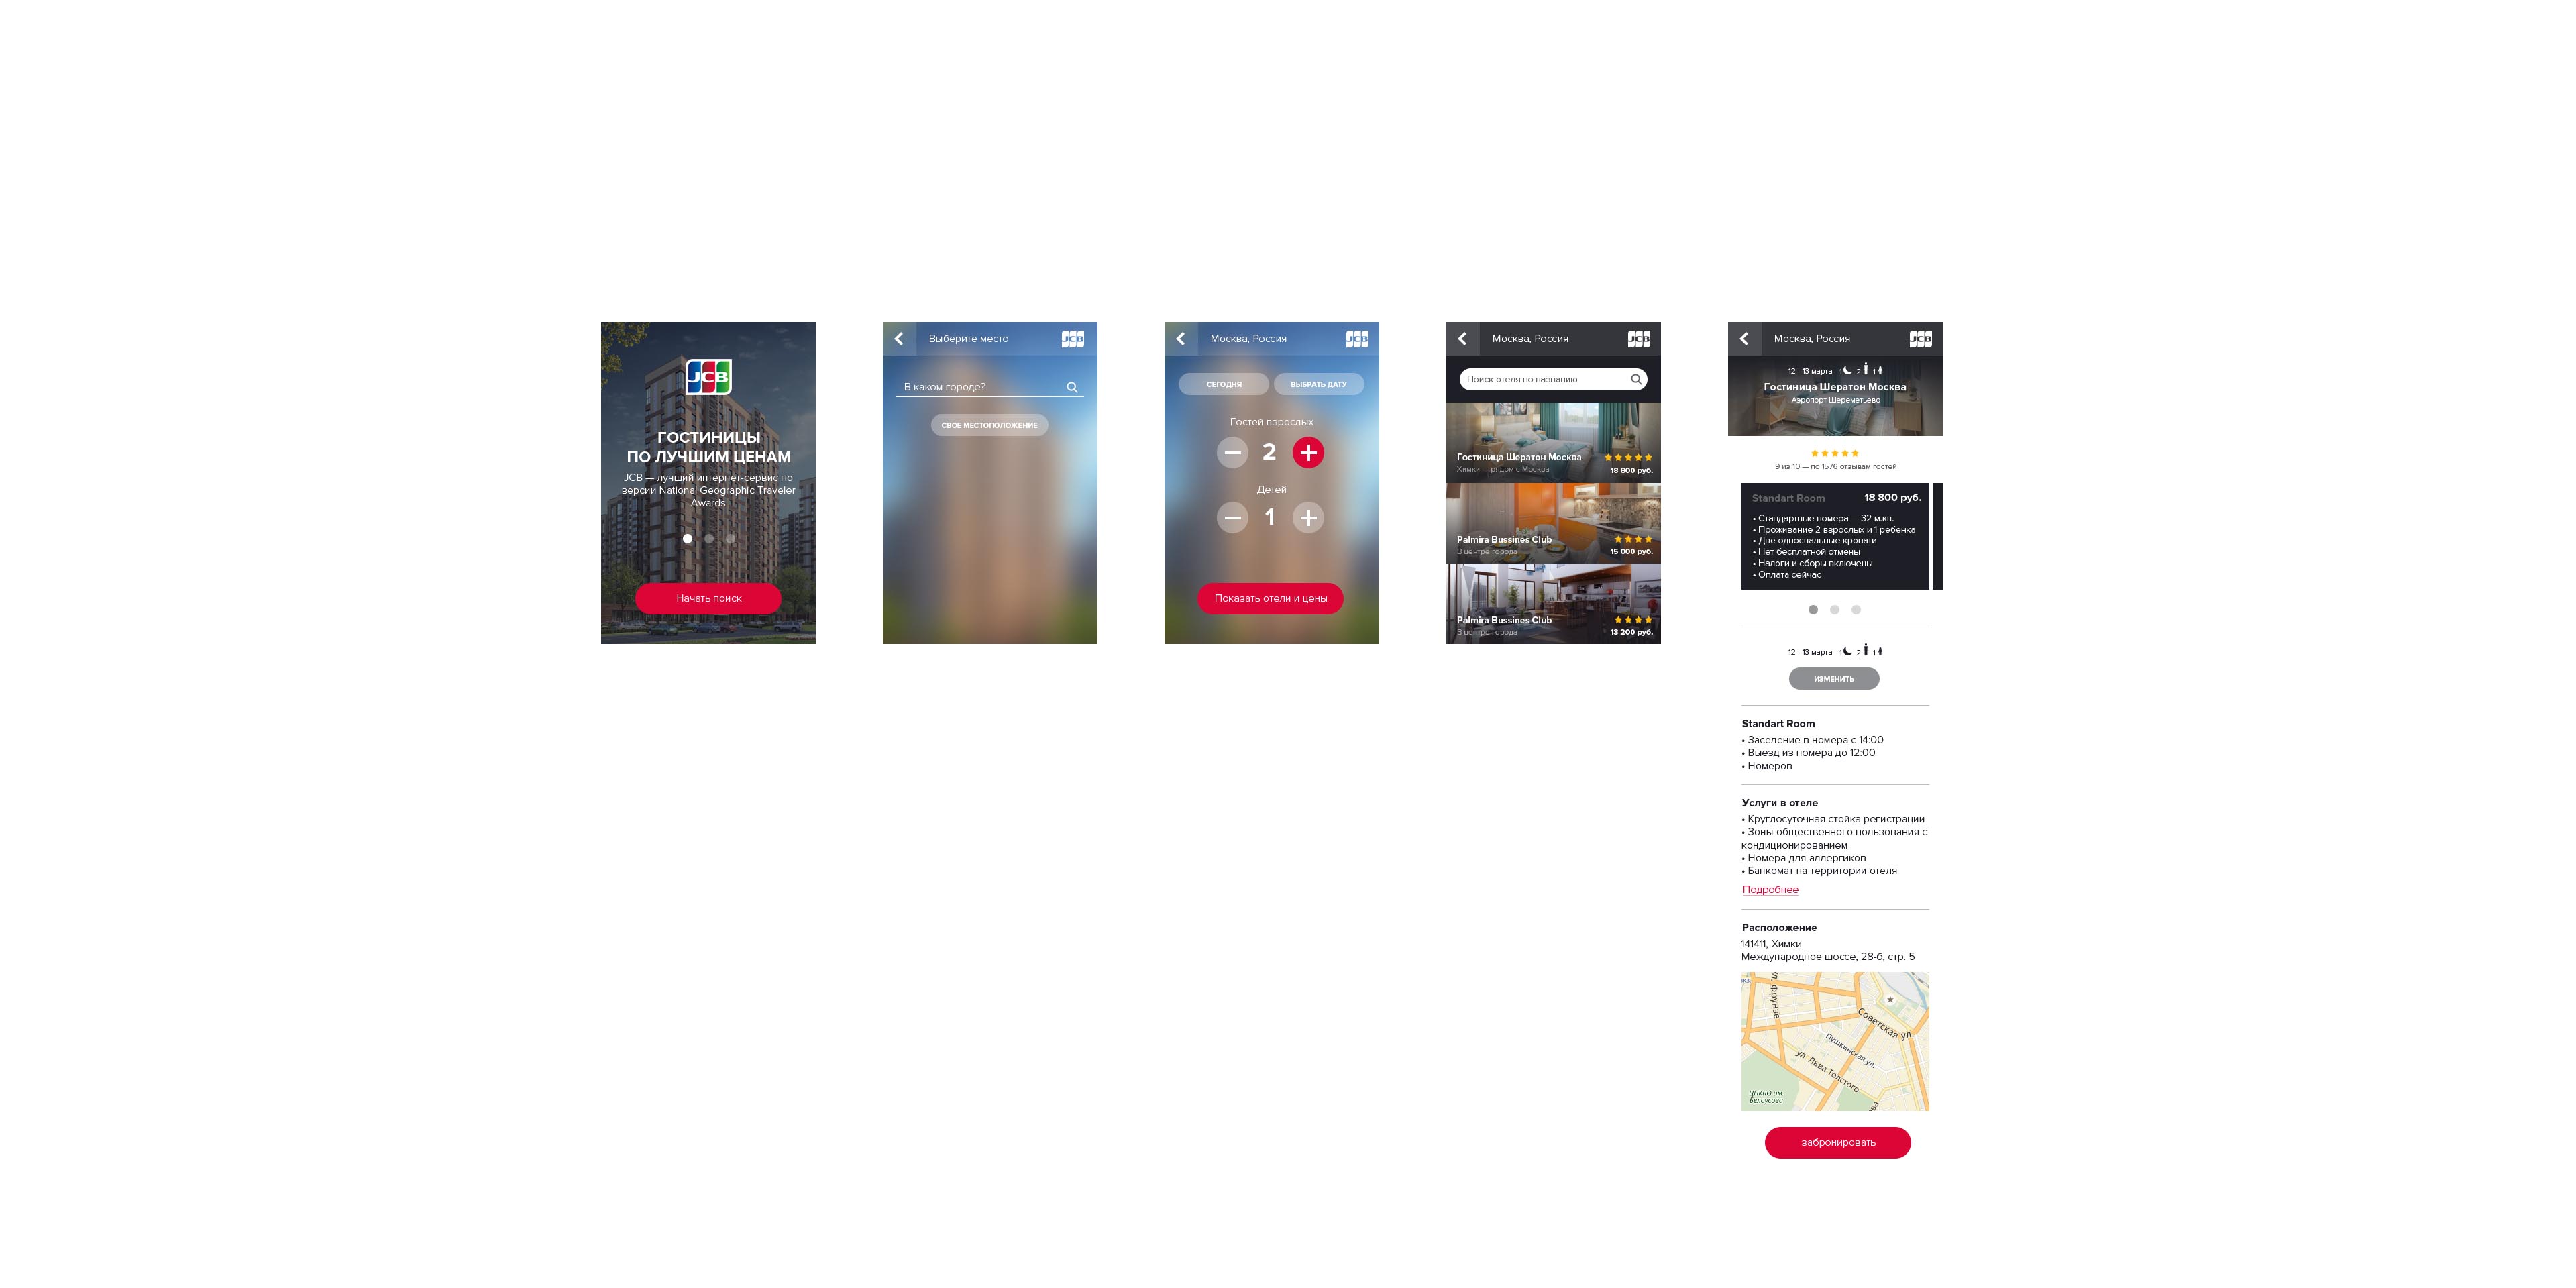 JCB
ГОСТИНИЦЫ
ПО ЛУЧШИМ ЦЕНАМ
JCB — лучший интернет-сервис по
версии National Geographic Traveler
Awards
Начать поиск
Выберите место
JCB
В каком городе?
СВОЕ МЕСТОПОЛОЖЕНИЕ
Москва, Россия
JCB
СЕГОДНЯ
ВЫБРАТЬ ДАТУ
Гостей взрослых
2
Детей
1
Показать отели и цены
Москва, Россия
JCB
Поиск отеля по названию
Гостиница Шератон Москва
Химки — рядом с Москва
18 800 руб.
Palmira Bussines Club
В центре города
15 000 руб.
Palmira Bussines Club
В центре города
13 200 руб.
Москва, Россия
JCB
12—13 марта 1 2 1
Гостиница Шератон Москва
Аэропорт Шереметьево
9 из 10 — по 1576 отзывам гостей
Standart Room 18 800 руб.
• Стандартные номера — 32 м.кв.
• Проживание 2 взрослых и 1 ребенка
• Две односпальные кровати
• Нет бесплатной отмены
• Налоги и сборы включены
• Оплата сейчас
12—13 марта 1 2 1
ИЗМЕНИТЬ
Standart Room
• Заселение в номера с 14:00
• Выезд из номера до 12:00
• Номеров
Услуги в отеле
• Круглосуточная стойка регистрации
• Зоны общественного пользования с
кондиционированием
• Номера для аллергиков
• Банкомат на территории отеля
Подробнее
Расположение
141411, Химки
Международное шоссе, 28-б, стр. 5
ул. Фрунзе
Советская ул.
Пушкинская ул.
ул. Льва Толстого
ЦПКиО им.
Белоусова
забронировать